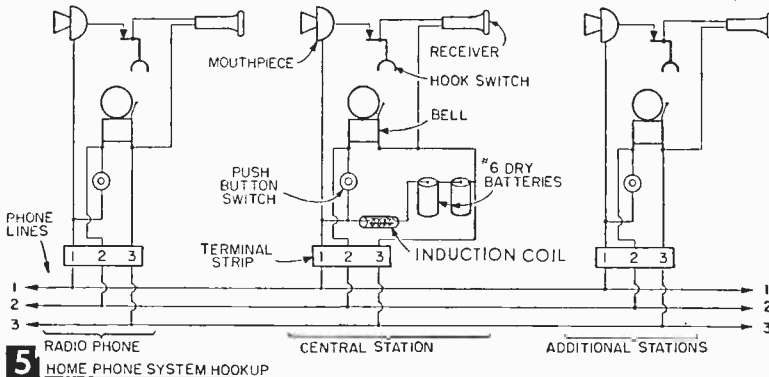 RECEIVER
MOUTHPIECE
HOOK SWITCH
BELL
#6 DRY
BATTERIES
PUSH
BUTTON
SWITCH
PHONE
LINES
TERMINAL
STRIP
INDUCTION COIL
1 2 3
1 2 3
1 2 3
1 1
2 2
3 3
RADIO PHONE
CENTRAL STATION
ADDITIONAL STATIONS
5 HOME PHONE SYSTEM HOOKUP